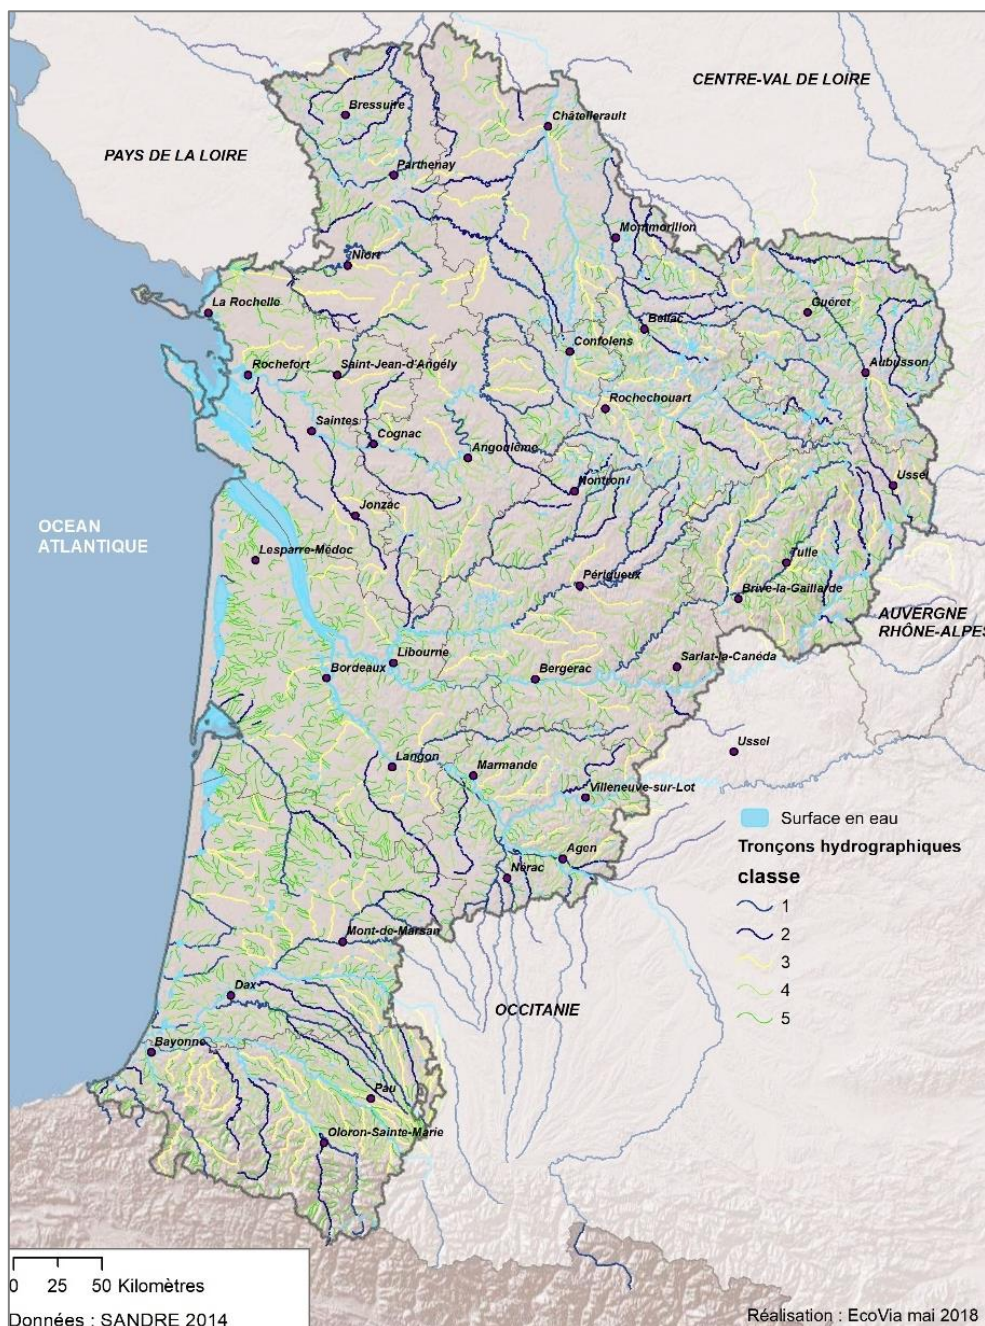 CENTRE-VAL DE LOIRE
Bressuire
Châtellerault
PAYS DE LA LOIRE
Parthenay
Mommorillon
Niort
La Rochelle
Guéret
Bellac
Confolens
Rochefort
Saint-Jean-d'Angély
Aubusson
Rochechouart
Saintes
Cognac
Angoulême
Nontron
Ussel
Jonzac
OCEAN
ATLANTIQUE
Lesparre-Médoc
Tulle
Périgueux
Brive-la-Gaillarde
AUVERGNE
RHÔNE-ALPES
Libourne
Sarlat-la-Canéda
Bordeaux
Bergerac
Ussel
Langon
Marmande
Villeneuve-sur-Lot
Surface en eau
Tronçons hydrographiques
classe
Agen
Nérac
1
2
3
4
5
Mont-de-Marsan
Dax
OCCITANIE
Bayonne
Pau
Oloron-Sainte-Marie
0 25 50 Kilomètres
Données : SANDRE 2014
Réalisation : EcoVia mai 2018